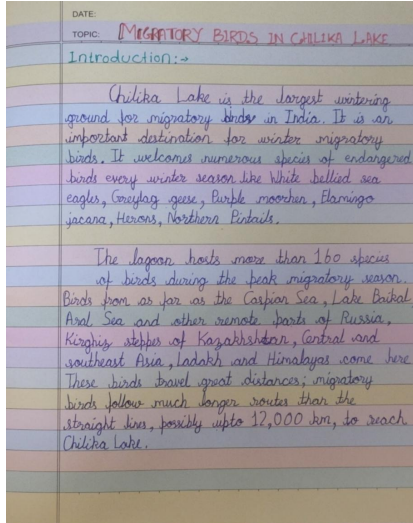 DATE:
TOPIC: MIGRATORY BIRDS IN CHILIKA LAKE
Introduction:→
Chilika Lake is the largest wintering
ground for migratory birds in India. It is an
important destination for winter migratory
birds. It welcomes numerous species of endangered
birds every winter season like White bellied sea
eagles, Greylag geese, Purple moorhen, Flamingo
jacana, Herons, Northern Pintails.
The lagoon hosts more than 160 species
of birds during the peak migratory season.
Birds from as far as the Caspian Sea, Lake Baikal
Aral Sea and other remote parts of Russia,
Kirghiz steppes of Kazakhshtan, Central and
southeast Asia, Ladakh and Himalayas come here
These birds travel great distances; migratory
birds follow much longer routes than the
straight lines, possibly upto 12,000 km, to reach
Chilika Lake.